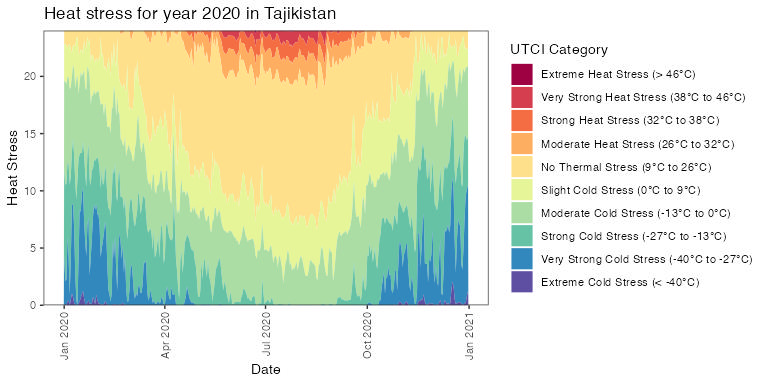 Heat stress for year 2020 in Tajikistan
Heat Stress
20
15
10
5
0
Jan 2020
Apr 2020
Jul 2020
Oct 2020
Jan 2021
Date
UTCI Category
Extreme Heat Stress (> 46°C)
Very Strong Heat Stress (38°C to 46°C)
Strong Heat Stress (32°C to 38°C)
Moderate Heat Stress (26°C to 32°C)
No Thermal Stress (9°C to 26°C)
Slight Cold Stress (0°C to 9°C)
Moderate Cold Stress (-13°C to 0°C)
Strong Cold Stress (-27°C to -13°C)
Very Strong Cold Stress (-40°C to -27°C)
Extreme Cold Stress (< -40°C)